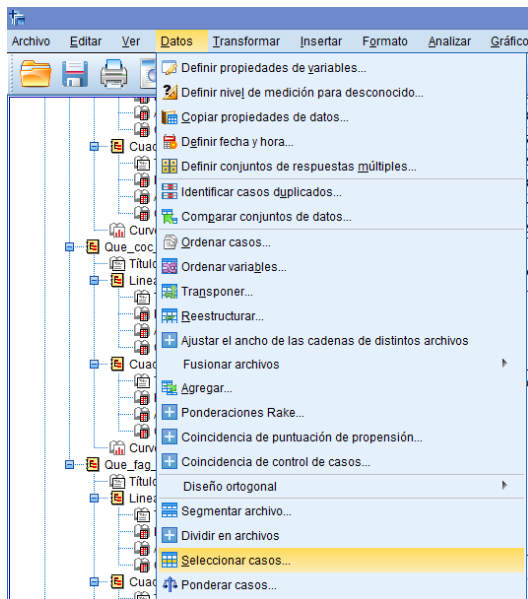 Archivo Editar Ver Datos Transformar Insertar Formato Analizar Gráfico
Definir propiedades de variables...
Definir nivel de medición para desconocido...
Copiar propiedades de datos...
Definir fecha y hora...
Cuad
Definir conjuntos de respuestas múltiples...
Identificar casos duplicados...
Comparar conjuntos de datos...
Curv
Ordenar casos...
Que_coc_
Título
Ordenar variables...
Linea
Transponer...
Reestructurar...
Ajustar el ancho de las cadenas de distintos archivos
Cuad
Fusionar archivos
Agregar...
Ponderaciones Rake...
Coincidencia de puntuación de propensión...
Curv
Coincidencia de control de casos...
Que_fag_
Título
Diseño ortogonal
Linea
Segmentar archivo...
Dividir en archivos
Seleccionar casos...
Cuad
Ponderar casos...